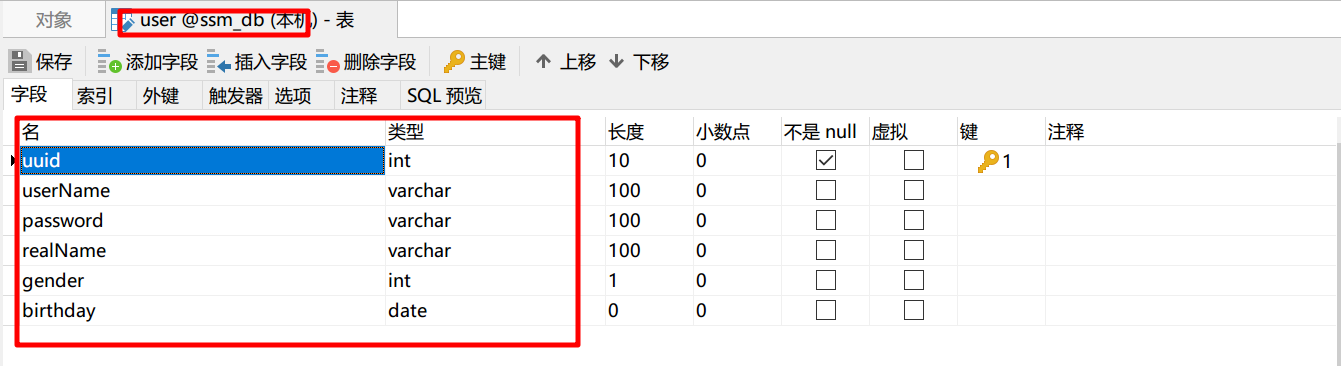 对象 user @ssm_db (本机) - 表
保存 添加字段 插入字段 删除字段 主键 上移 下移
字段 索引 外键 触发器 选项 注释 SQL 预览
名 类型 长度 小数点 不是 null 虚拟 键 注释
uuid int 10 0 1
userName varchar 100 0
password varchar 100 0
realName varchar 100 0
gender int 1 0
birthday date 0 0